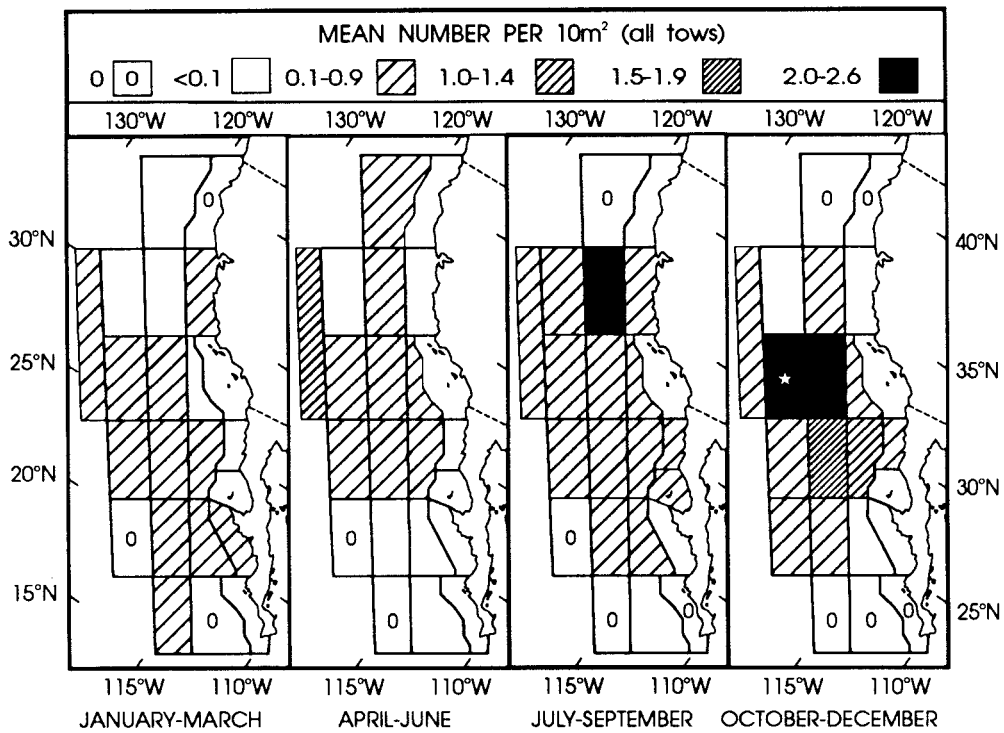 MEAN NUMBER PER 10m² (all tows)
0 0 <0.1 0.1-0.9 1.0-1.4 1.5-1.9 2.0-2.6
130°W 120°W 130°W 120°W 130°W 120°W 130°W 120°W
0 0 0 0
30°N 40°N
25°N 35°N
20°N 30°N
0 0 0
15°N 25°N
0 0 0 0 0 0 0
115°W 110°W 115°W 110°W 115°W 110°W 115°W 110°W
JANUARY-MARCH APRIL-JUNE JULY-SEPTEMBER OCTOBER-DECEMBER